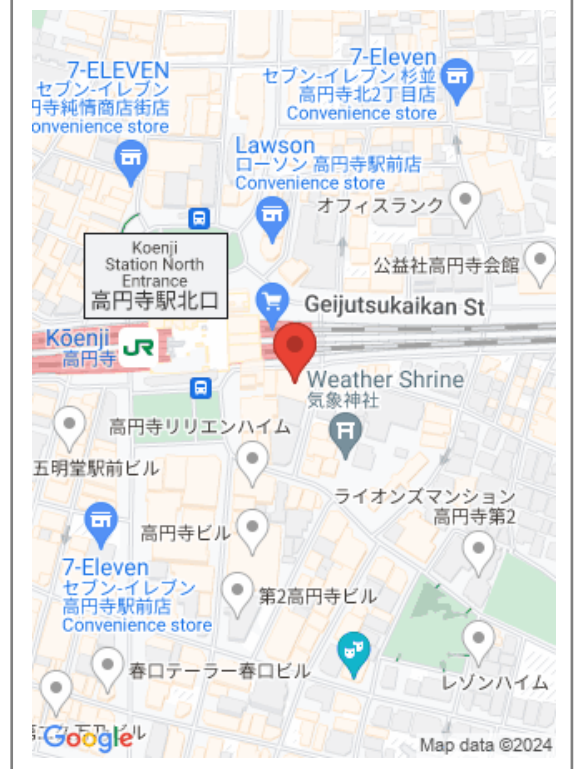 7-Eleven
セブン-イレブン 杉並
高円寺北2丁目店
Convenience store
7-ELEVEN
セブン-イレブン
円寺純情商店街店
onvenience store
Lawson
ローソン 高円寺駅前店
Convenience store
オフィスランク
公益社高円寺会館
Koenji
Station North
Entrance
高円寺駅北口
Geijutsukaikan St
Kōenji
高円寺
JR
Weather Shrine
気象神社
高円寺リリエンハイム
五明堂駅前ビル
ライオンズマンション
高円寺第2
高円寺ビル
7-Eleven
セブン-イレブン
高円寺駅前店
Convenience store
第2高円寺ビル
春口テーラー春口ビル
レゾンハイム
Google
Map data ©2024